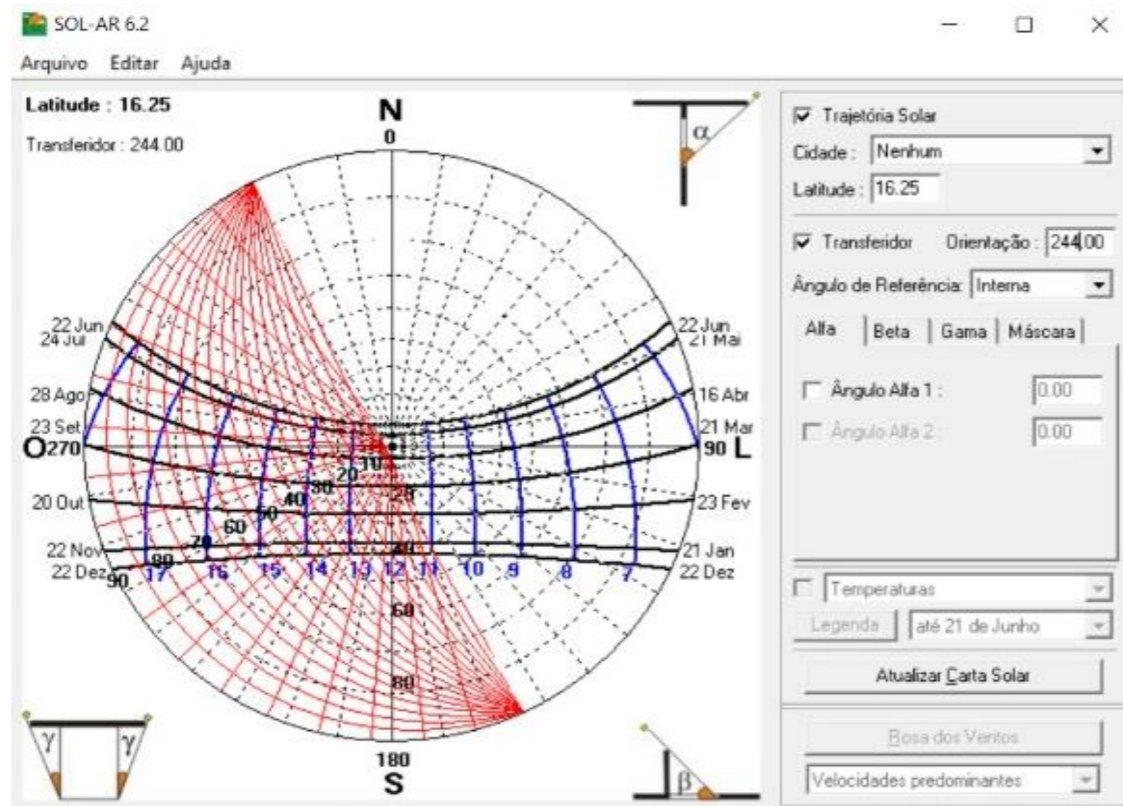 SOL-AR 6.2
Arquivo Editar Ajuda
Latitude : 16.25
Transferidor : 244.00
N
0
α
22 Jun
24 Jul
28 Ago
23 Set
O 270
20 Out
22 Nov
22 Dez
22 Jun
21 Mai
16 Abr
21 Mar
90 L
23 Fev
21 Jan
22 Dez
10
20
30
40
50
60
70
80
90
20
40
60
80
17 16 15 14 13 12 11 10 9 8 7
180
S
γ γ
β
Trajetória Solar
Cidade : Nenhum
Latitude : 16.25
Transferidor Orientação : 244.00
Ângulo de Referência: Interna
Alfa Beta Gama Máscara
Ângulo Alfa 1 : 0.00
Ângulo Alfa 2 : 0.00
Temperaturas
Legenda até 21 de Junho
Atualizar Carta Solar
Rosa dos Ventos
Velocidades predominantes